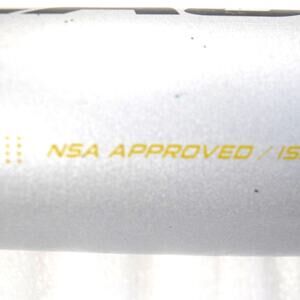 NSA APPROVED / IS